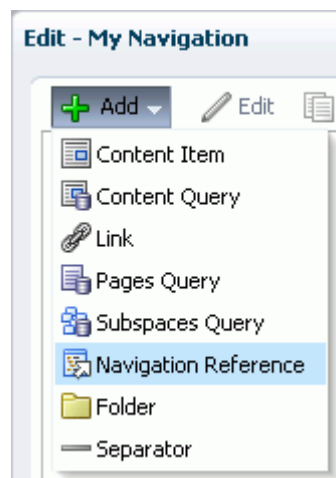 Edit - My Navigation
Add Edit
Content Item
Content Query
Link
Pages Query
Subspaces Query
Navigation Reference
Folder
Separator